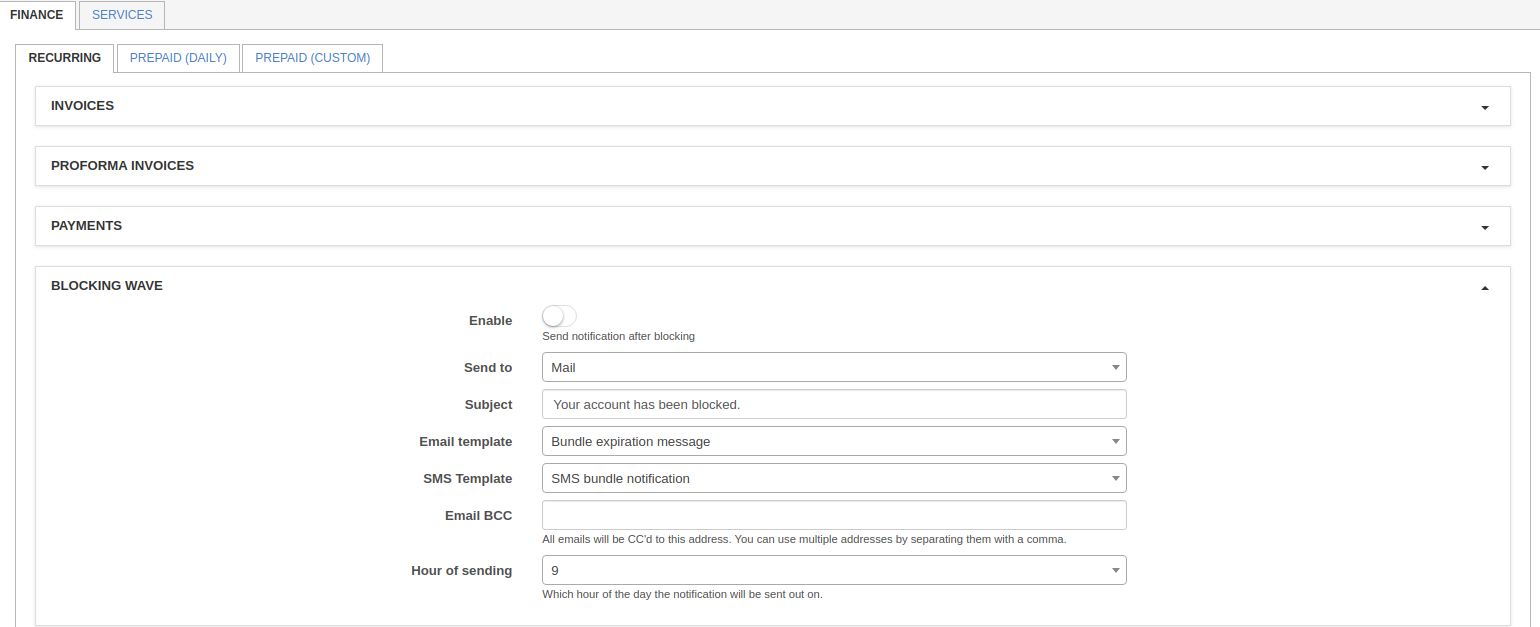 FINANCE SERVICES
RECURRING PREPAID (DAILY) PREPAID (CUSTOM)
INVOICES
PROFORMA INVOICES
PAYMENTS
BLOCKING WAVE
Enable
Send notification after blocking
Send to Mail
Subject Your account has been blocked.
Email template Bundle expiration message
SMS Template SMS bundle notification
Email BCC
All emails will be CC'd to this address. You can use multiple addresses by separating them with a comma.
Hour of sending 9
Which hour of the day the notification will be sent out on.